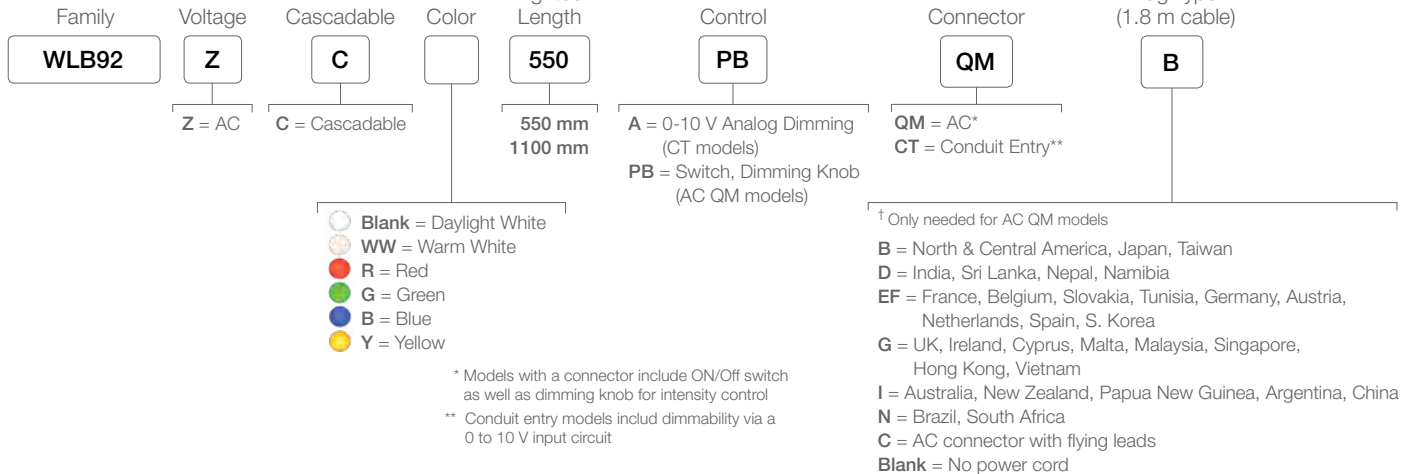 Family
Voltage
Cascadable
Color
Length
Control
Connector
(1.8 m cable)
WLB92
Z
C
550
PB
QM
B
Z = AC
C = Cascadable
550 mm
1100 mm
A = 0-10 V Analog Dimming
(CT models)
PB = Switch, Dimming Knob
(AC QM models)
QM = AC*
CT = Conduit Entry**
Blank = Daylight White
WW = Warm White
R = Red
G = Green
B = Blue
Y = Yellow
* Models with a connector include ON/Off switch
as well as dimming knob for intensity control
** Conduit entry models includ dimmability via a
0 to 10 V input circuit
† Only needed for AC QM models
B = North & Central America, Japan, Taiwan
D = India, Sri Lanka, Nepal, Namibia
EF = France, Belgium, Slovakia, Tunisia, Germany, Austria,
Netherlands, Spain, S. Korea
G = UK, Ireland, Cyprus, Malta, Malaysia, Singapore,
Hong Kong, Vietnam
I = Australia, New Zealand, Papua New Guinea, Argentina, China
N = Brazil, South Africa
C = AC connector with flying leads
Blank = No power cord